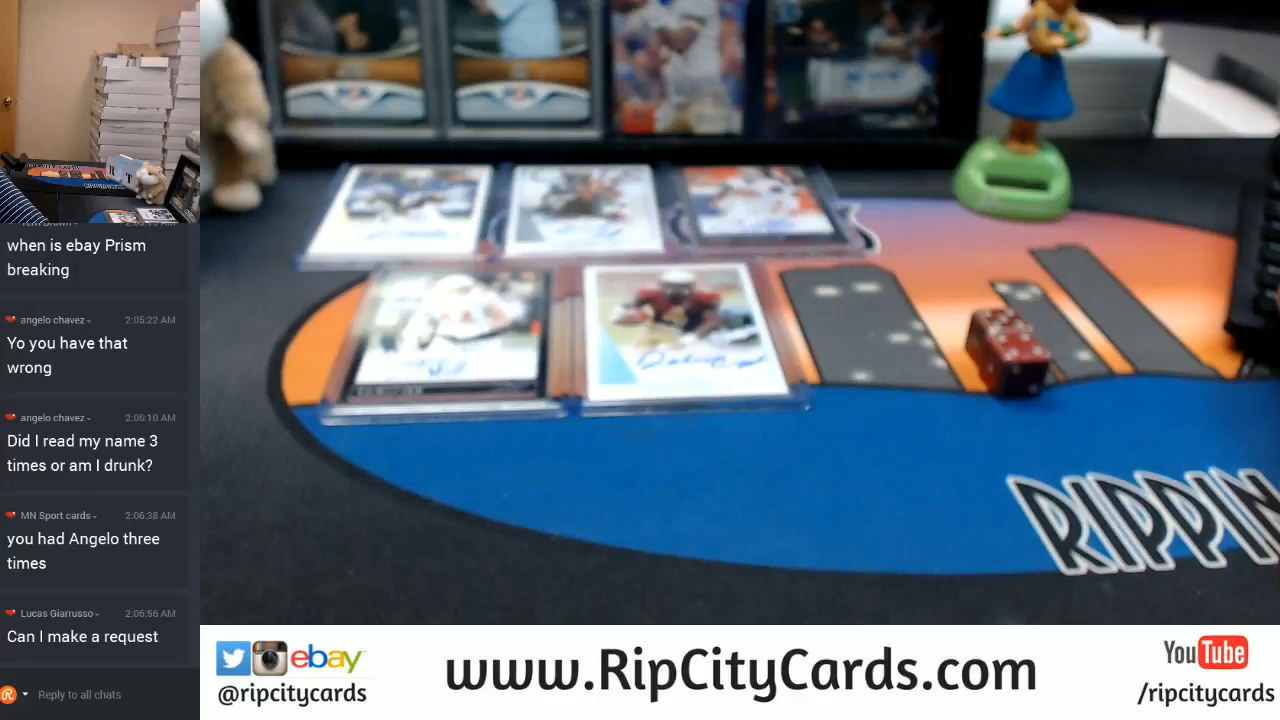 when is ebay Prism
breaking
angelo chavez 2:05:22 AM
Yo you have that
wrong
angelo chavez 2:06:10 AM
Did I read my name 3
times or am I drunk?
MN Sport cards 2:06:38 AM
you had Angelo three
times
Lucas Giarrusso 2:06:56 AM
Can I make a request
Reply to all chats
RIPPIN
ebay
@ripcitycards
www.RipCityCards.com
YouTube
/ripcitycards